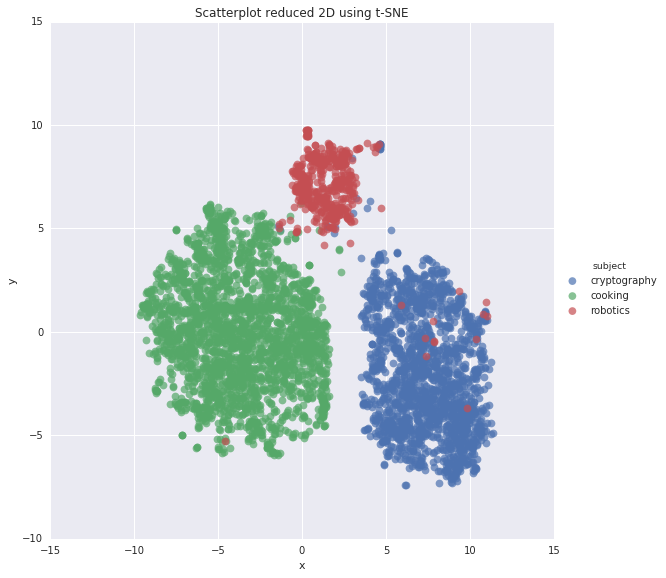 Scatterplot reduced 2D using t-SNE
15
10
5
0
−5
−10
y
−15
−10
−5
0
5
10
15
x
subject
cryptography
cooking
robotics